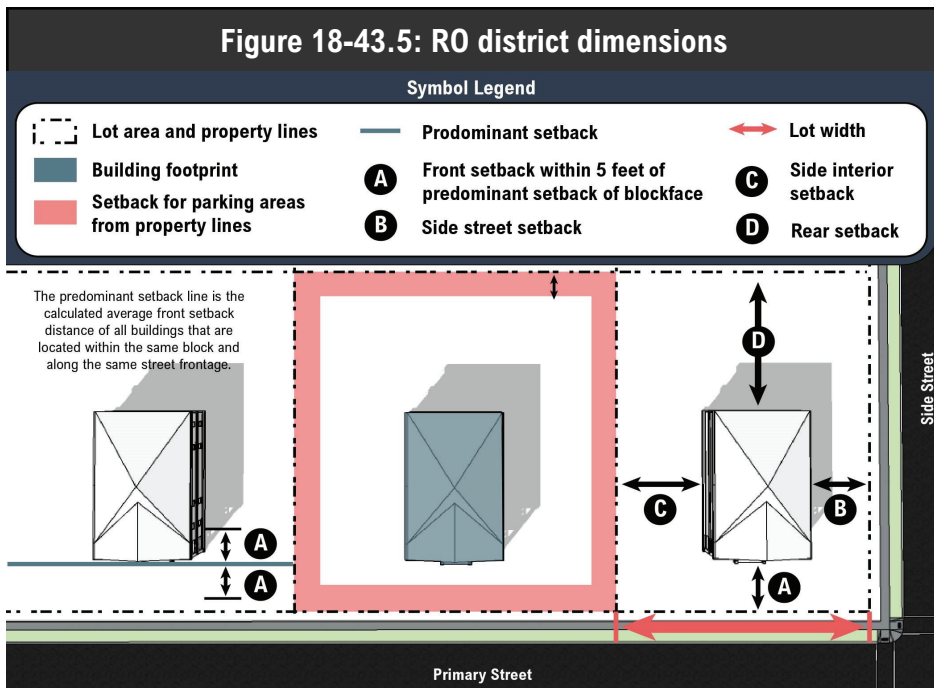 Figure 18-43.5: RO district dimensions
Symbol Legend
Lot area and property lines
Building footprint
Setback for parking areas
from property lines
Prodominant setback
A
Front setback within 5 feet of
predominant setback of blockface
B
Side street setback
Lot width
C
Side interior
setback
D
Rear setback
The predominant setback line is the
calculated average front setback
distance of all buildings that are
located within the same block and
along the same street frontage.
D
Side Street
C
B
A
A
A
Primary Street